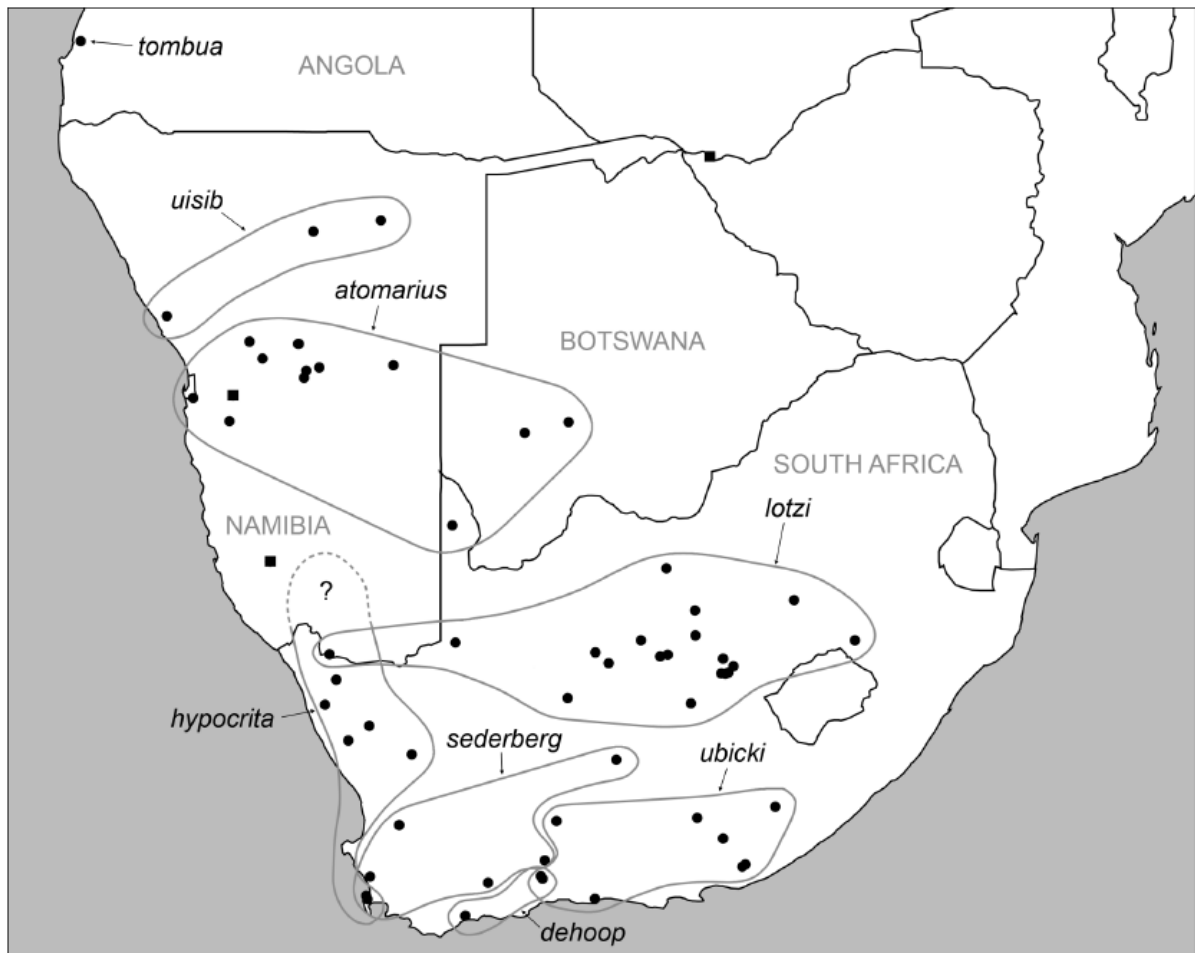 tombua
ANGOLA
uisib
atomarius
BOTSWANA
SOUTH AFRICA
lotzi
NAMIBIA
?
hypocrita
sederberg
ubicki
dehoop